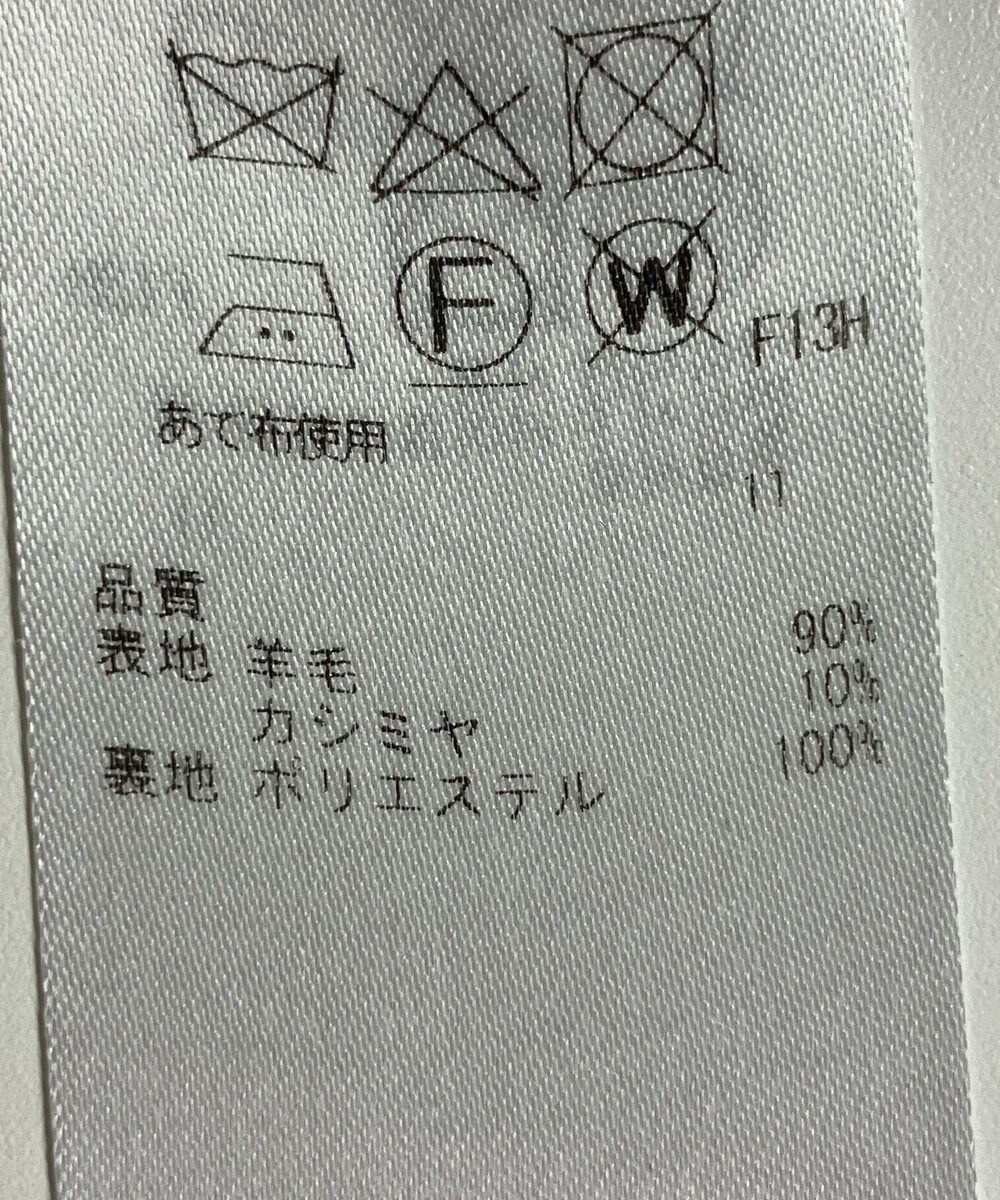 F W F13H
あて布使用
11
品質
表地 羊毛 90%
カシミヤ 10%
裏地 ポリエステル 100%